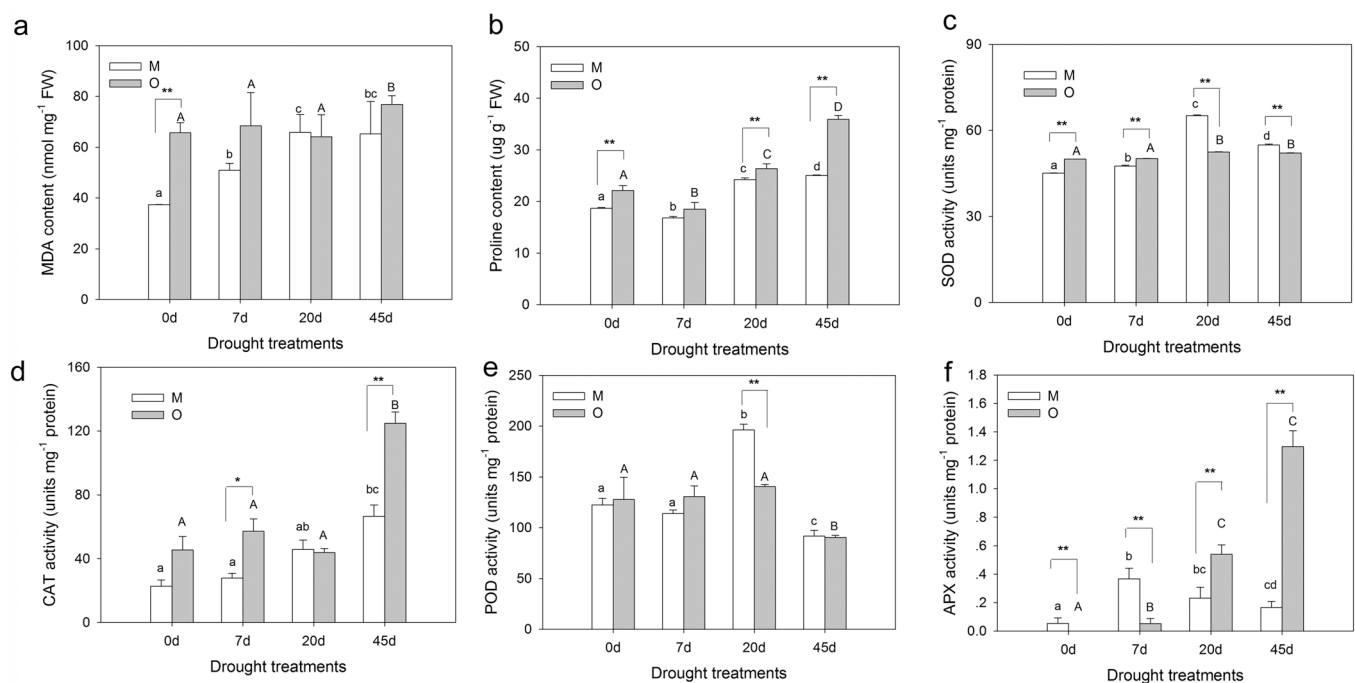 a
100
80
60
40
20
0
MDA content (nmol mg⁻¹ FW)
M
O
**
a
A
b
A
c
A
bc
B
0d 7d 20d 45d
Drought treatments
b
50
40
30
20
10
0
Proline content (ug g⁻¹ FW)
M
O
**
a
A
b
B
**
c
C
**
d
D
0d 7d 20d 45d
Drought treatments
c
90
60
30
0
SOD activity (units mg⁻¹ protein)
M
O
**
a
A
**
b
A
**
c
B
**
d
B
0d 7d 20d 45d
Drought treatments
d
160
120
80
40
0
CAT activity (units mg⁻¹ protein)
M
O
a
A
*
a
A
ab
A
**
bc
B
0d 7d 20d 45d
Drought treatments
e
250
200
150
100
50
0
POD activity (units mg⁻¹ protein)
M
O
a
A
a
A
**
b
A
c
B
0d 7d 20d 45d
Drought treatments
f
1.8
1.6
1.4
1.2
.8
.6
.4
.2
0.0
APX activity (units mg⁻¹ protein)
M
O
**
a
A
**
b
B
**
bc
C
**
cd
C
0d 7d 20d 45d
Drought treatments